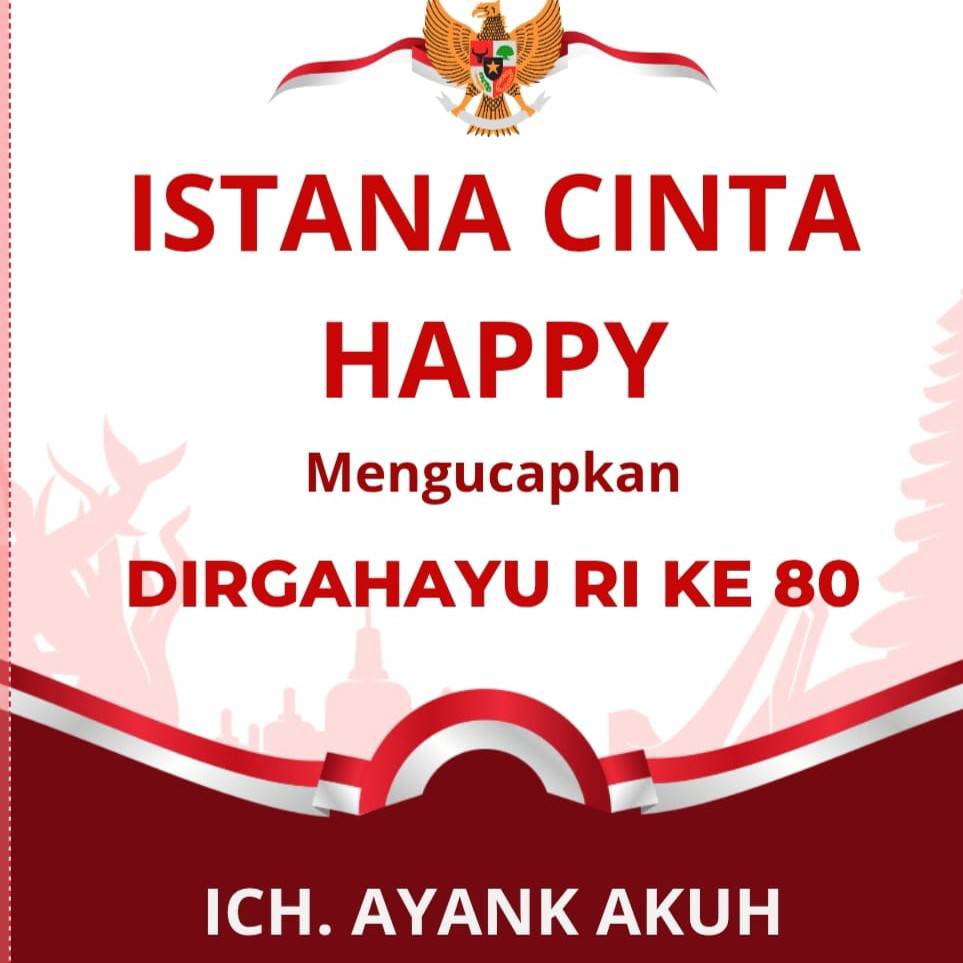 ISTANA CINTA
HAPPY
Mengucapkan
DIRGAHAYU RI KE 80
ICH. AYANK AKUH